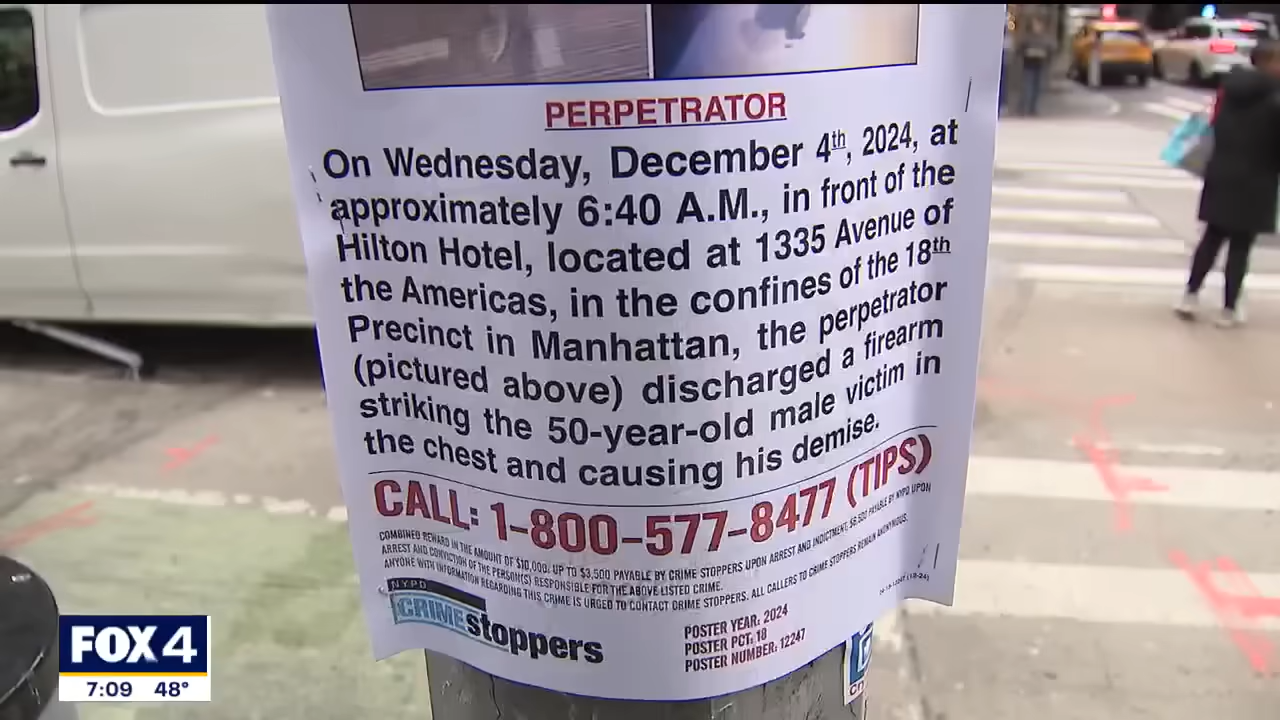 PERPETRATOR
On Wednesday, December 4th, 2024, at
approximately 6:40 A.M., in front of the
Hilton Hotel, located at 1335 Avenue of
the Americas, in the confines of the 18th
Precinct in Manhattan, the perpetrator
(pictured above) discharged a firearm
striking the 50-year-old male victim in
the chest and causing his demise.
CALL: 1-800-577-8477 (TIPS)
COMBINED REWARD IN THE AMOUNT OF $10,000. UP TO $3,500 PAYABLE BY CRIME STOPPERS UPON ARREST AND INDICTMENT; $6,500 PAYABLE BY NYPD UPON
ARREST AND CONVICTION OF THE PERSON(S) RESPONSIBLE FOR THE ABOVE LISTED CRIME.
ANYONE WITH INFORMATION REGARDING THIS CRIME IS URGED TO CONTACT CRIME STOPPERS. ALL CALLERS TO CRIME STOPPERS REMAIN ANONYMOUS.
NYPD
CRIMEstoppers
POSTER YEAR: 2024
POSTER PCT: 18
POSTER NUMBER: 12247
FOX 4
7:09 48°